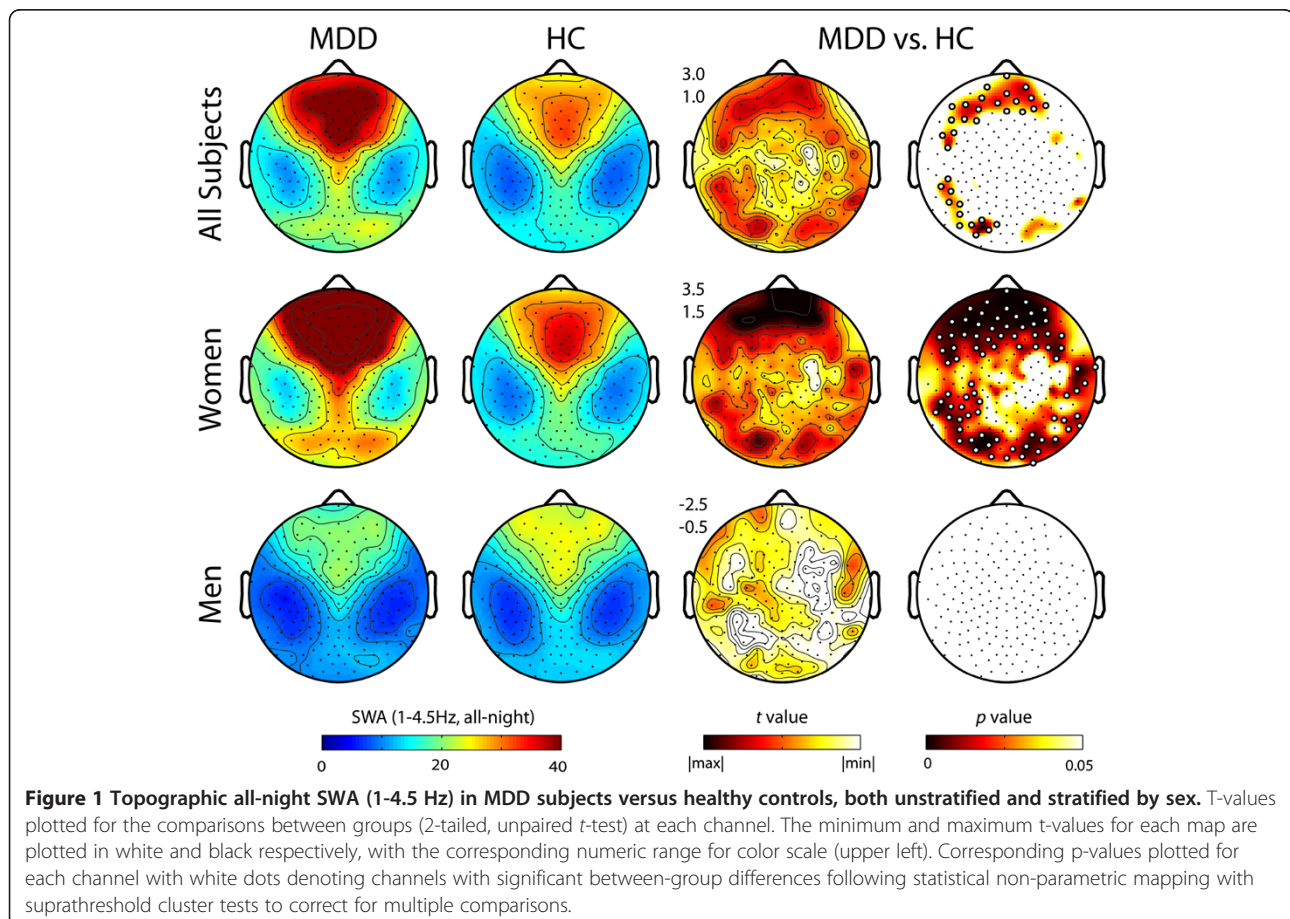 MDD HC MDD vs. HC
All Subjects
3.0
1.0
Women
3.5
1.5
Men
-2.5
-0.5
SWA (1-4.5Hz, all-night) t value p value
0 20 40 |max| |min| 0 0.05
Figure 1 Topographic all-night SWA (1-4.5 Hz) in MDD subjects versus healthy controls, both unstratified and stratified by sex. T-values
plotted for the comparisons between groups (2-tailed, unpaired t-test) at each channel. The minimum and maximum t-values for each map are
plotted in white and black respectively, with the corresponding numeric range for color scale (upper left). Corresponding p-values plotted for
each channel with white dots denoting channels with significant between-group differences following statistical non-parametric mapping with
suprathreshold cluster tests to correct for multiple comparisons.